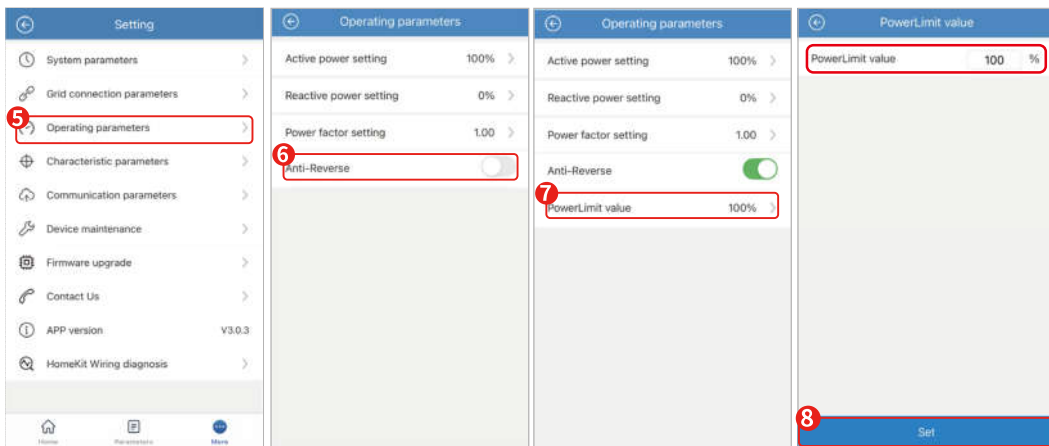 Setting
System parameters
Grid connection parameters
5
Operating parameters
Characteristic parameters
Communication parameters
Device maintenance
Firmware upgrade
Contact Us
APP version V3.0.3
HomeKit Wiring diagnosis
Home Parameters More
Operating parameters
Active power setting 100%
Reactive power setting 0%
Power factor setting 1.00
6
Anti-Reverse
Operating parameters
Active power setting 100%
Reactive power setting 0%
Power factor setting 1.00
Anti-Reverse
7
PowerLimit value 100%
PowerLimit value
PowerLimit value 100 %
8
Set